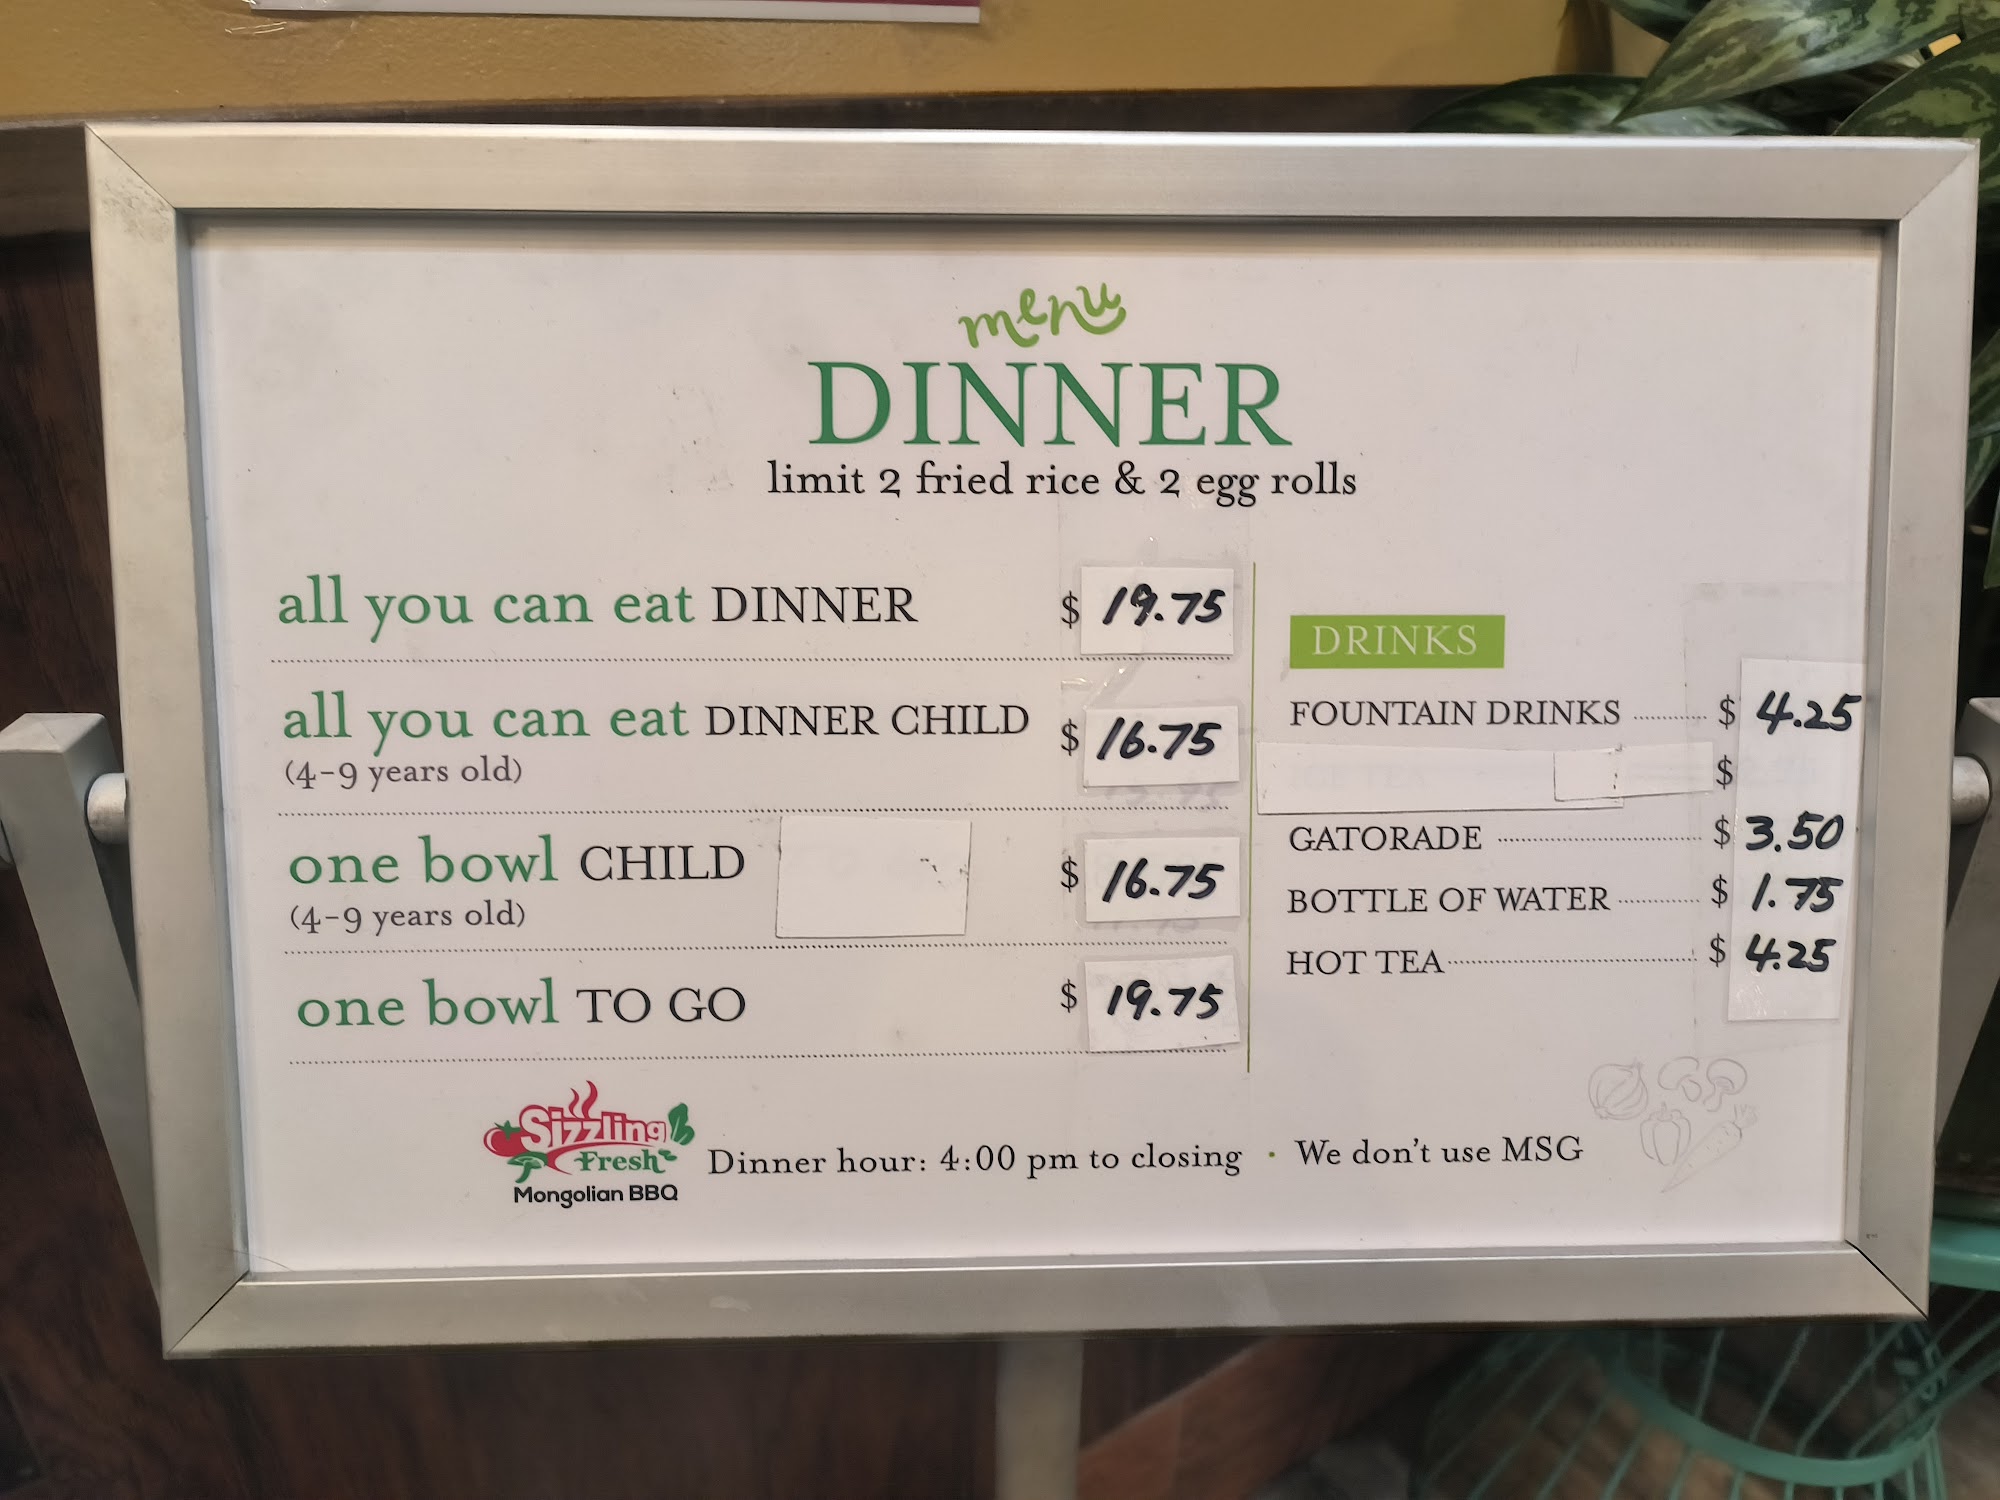 menu
DINNER
limit 2 fried rice & 2 egg rolls
all you can eat DINNER $ 19.75
all you can eat DINNER CHILD $ 16.75
(4-9 years old)
one bowl CHILD $ 16.75
(4-9 years old)
one bowl TO GO $ 19.75
DRINKS
FOUNTAIN DRINKS $ 4.25
ICE TEA $
GATORADE $ 3.50
BOTTLE OF WATER $ 1.75
HOT TEA $ 4.25
Sizzling
Fresh
Mongolian BBQ
Dinner hour: 4:00 pm to closing · We don't use MSG